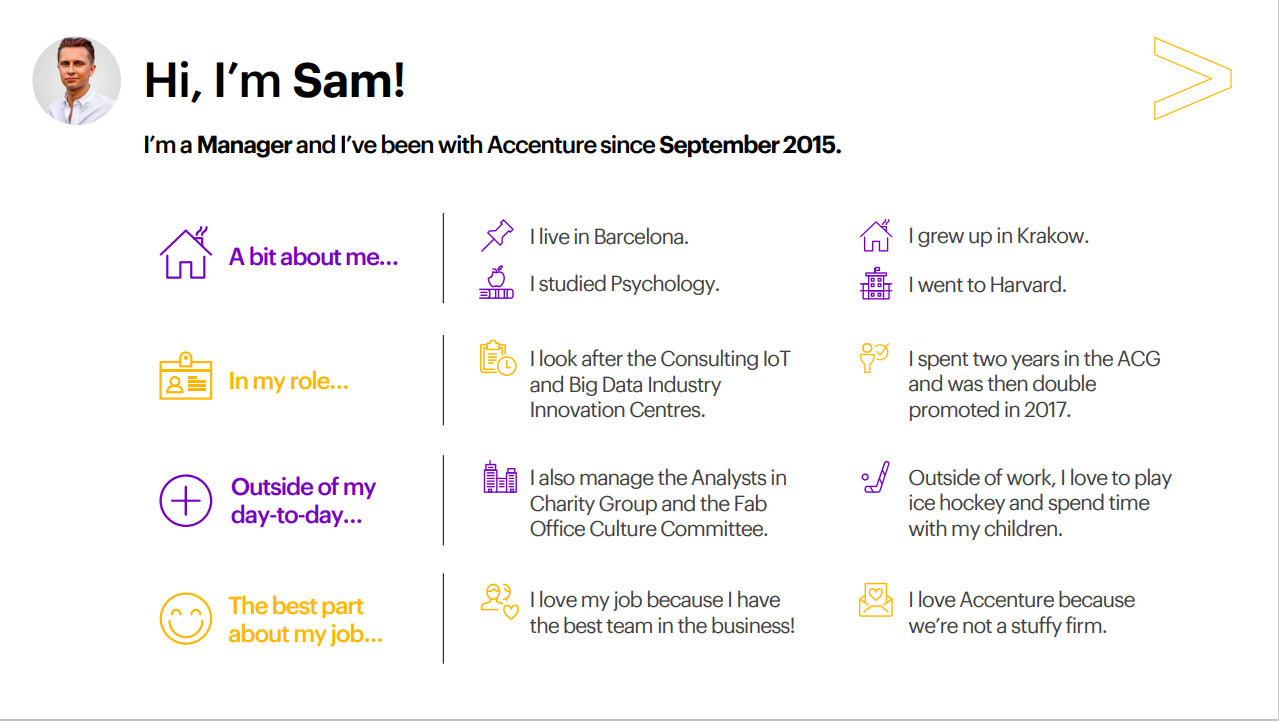 Hi, I’m Sam!
I’m a Manager and I’ve been with Accenture since September 2015.
A bit about me...
I live in Barcelona.
I grew up in Krakow.
I studied Psychology.
I went to Harvard.
In my role...
I look after the Consulting IoT
and Big Data Industry
Innovation Centres.
I spent two years in the ACG
and was then double
promoted in 2017.
Outside of my
day-to-day...
I also manage the Analysts in
Charity Group and the Fab
Office Culture Committee.
Outside of work, I love to play
ice hockey and spend time
with my children.
The best part
about my job...
I love my job because I have
the best team in the business!
I love Accenture because
we’re not a stuffy firm.